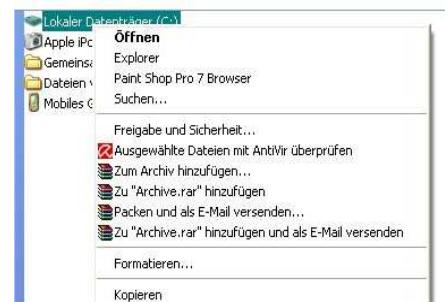 Lokaler Datenträger (C:)
Apple iPo
Gemeinsa
Dateien
Mobiles G
Öffnen
Explorer
Paint Shop Pro 7 Browser
Suchen...
Freigabe und Sicherheit...
Ausgewählte Dateien mit AntiVir überprüfen
Zum Archiv hinzufügen...
Zu "Archive.rar" hinzufügen
Packen und als E-Mail versenden...
Zu "Archive.rar" hinzufügen und als E-Mail versenden
Formatieren...
Kopieren